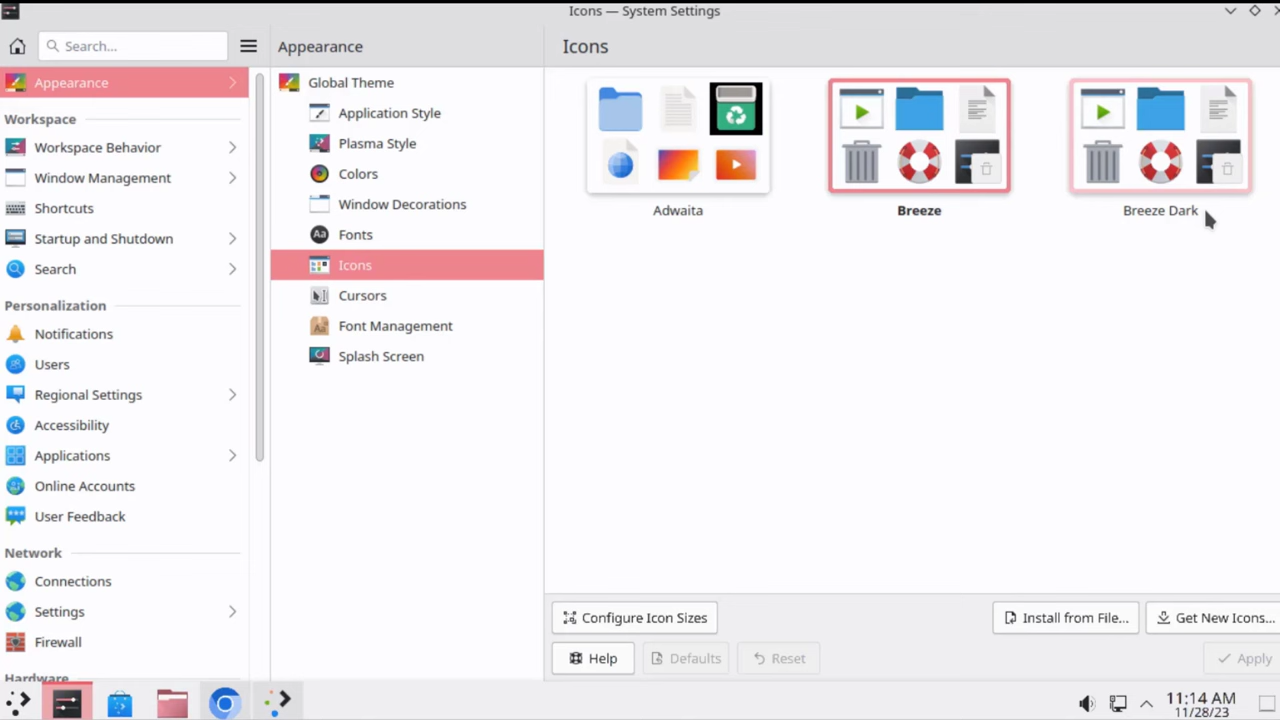 Icons — System Settings
Search...
Appearance
Workspace
Workspace Behavior
Window Management
Shortcuts
Startup and Shutdown
Search
Personalization
Notifications
Users
Regional Settings
Accessibility
Applications
Online Accounts
User Feedback
Network
Connections
Settings
Firewall
Hardware
Appearance
Global Theme
Application Style
Plasma Style
Colors
Window Decorations
Aa Fonts
Icons
Cursors
Aa Font Management
Splash Screen
Icons
Adwaita
Breeze
Breeze Dark
Configure Icon Sizes
Install from File...
Get New Icons...
Help
Defaults
Reset
Apply
11:14 AM
11/28/23